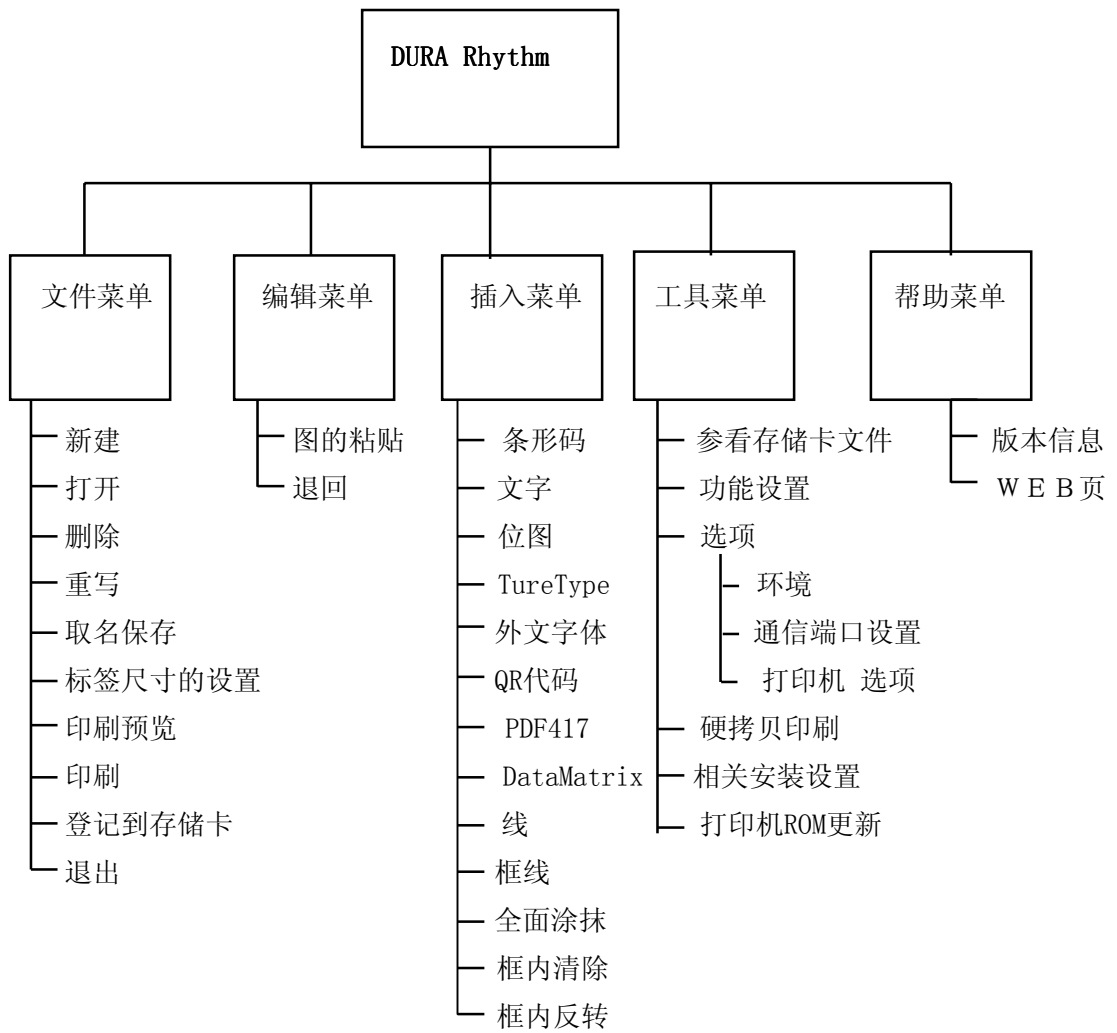 DURA Rhythm
文件菜单
新建
打开
删除
重写
取名保存
标签尺寸的设置
印刷预览
印刷
登记到存储卡
退出
编辑菜单
图的粘贴
退回
插入菜单
条形码
文字
位图
TureType
外文字体
QR代码
PDF417
DataMatrix
线
框线
全面涂抹
框内清除
框内反转
工具菜单
参看存储卡文件
功能设置
选项
环境
通信端口设置
打印机 选项
硬拷贝印刷
相关安装设置
打印机ROM更新
帮助菜单
版本信息
ＷＥＢ页